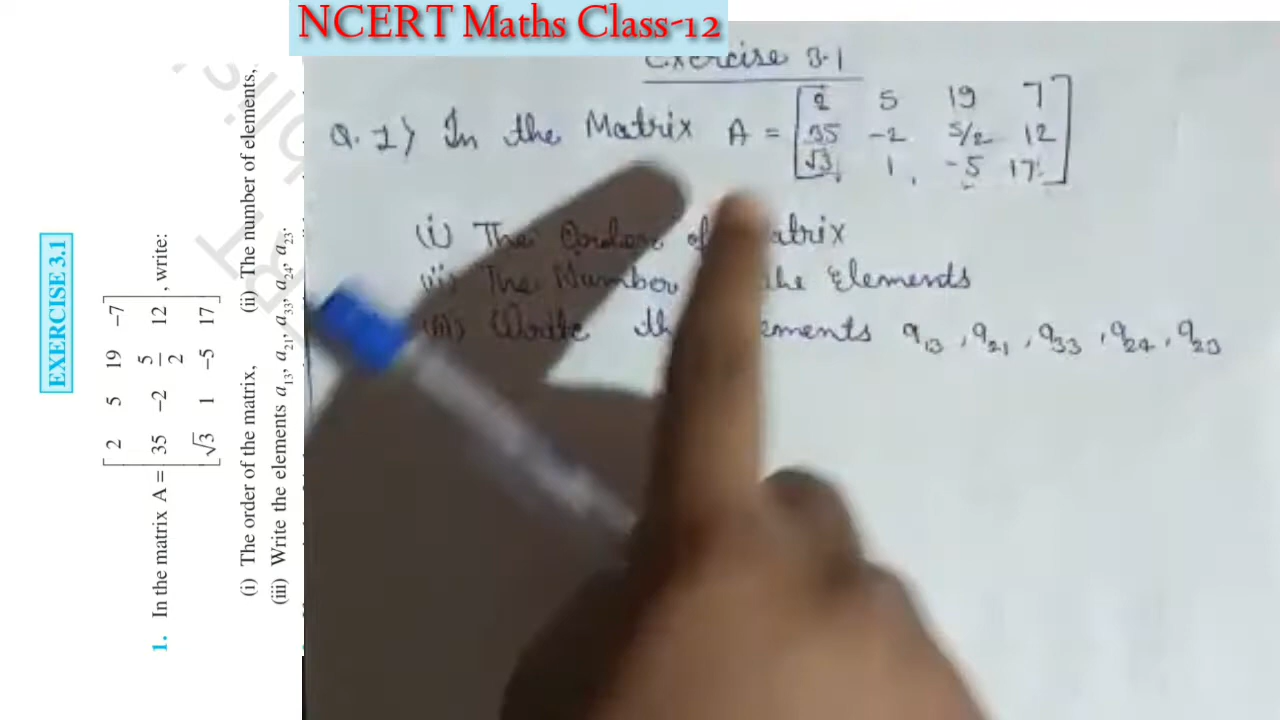 NCERT Maths Class-12
EXERCISE 3.1
1. In the matrix A = [2 5 19 −7
35 −2 5/2 12
√3 1 −5 17], write:
(i) The order of the matrix, (ii) The number of elements,
(iii) Write the elements a13, a21, a33, a24, a23.
Exercise 3.1
Q.1) In the Matrix A = [2 5 19 7
35 -2 5/2 12
√3 1 -5 17]
(i) The Order of Matrix
(ii) The Number the Elements
(iii) Write a13, a21, a33, a24, a23